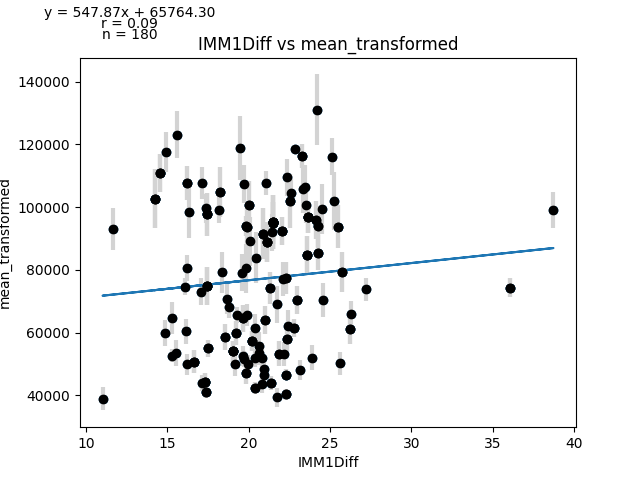 y = 547.87x + 65764.30
r = 0.09
n = 180
IMM1Diff vs mean_transformed
mean_transformed
140000
120000
100000
80000
60000
40000
10 15 20 25 30 35 40
IMM1Diff